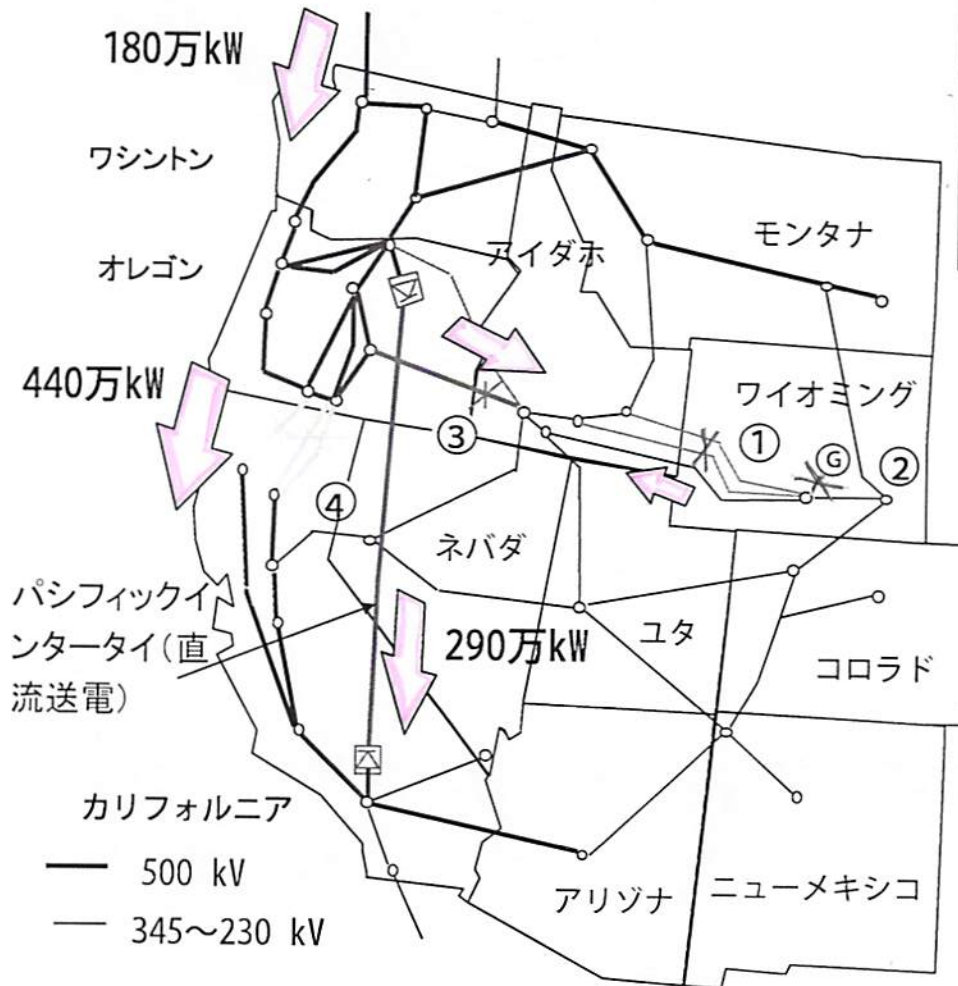 180万kW
ワシントン
モンタナ
アイダホ
オレゴン
440万kW
ワイオミング
①
G
②
③
④
ネバダ
パシフィックイ
ンタータイ(直
流送電)
290万kW
ユタ
コロラド
カリフォルニア
500 kV
345～230 kV
アリゾナ
ニューメキシコ